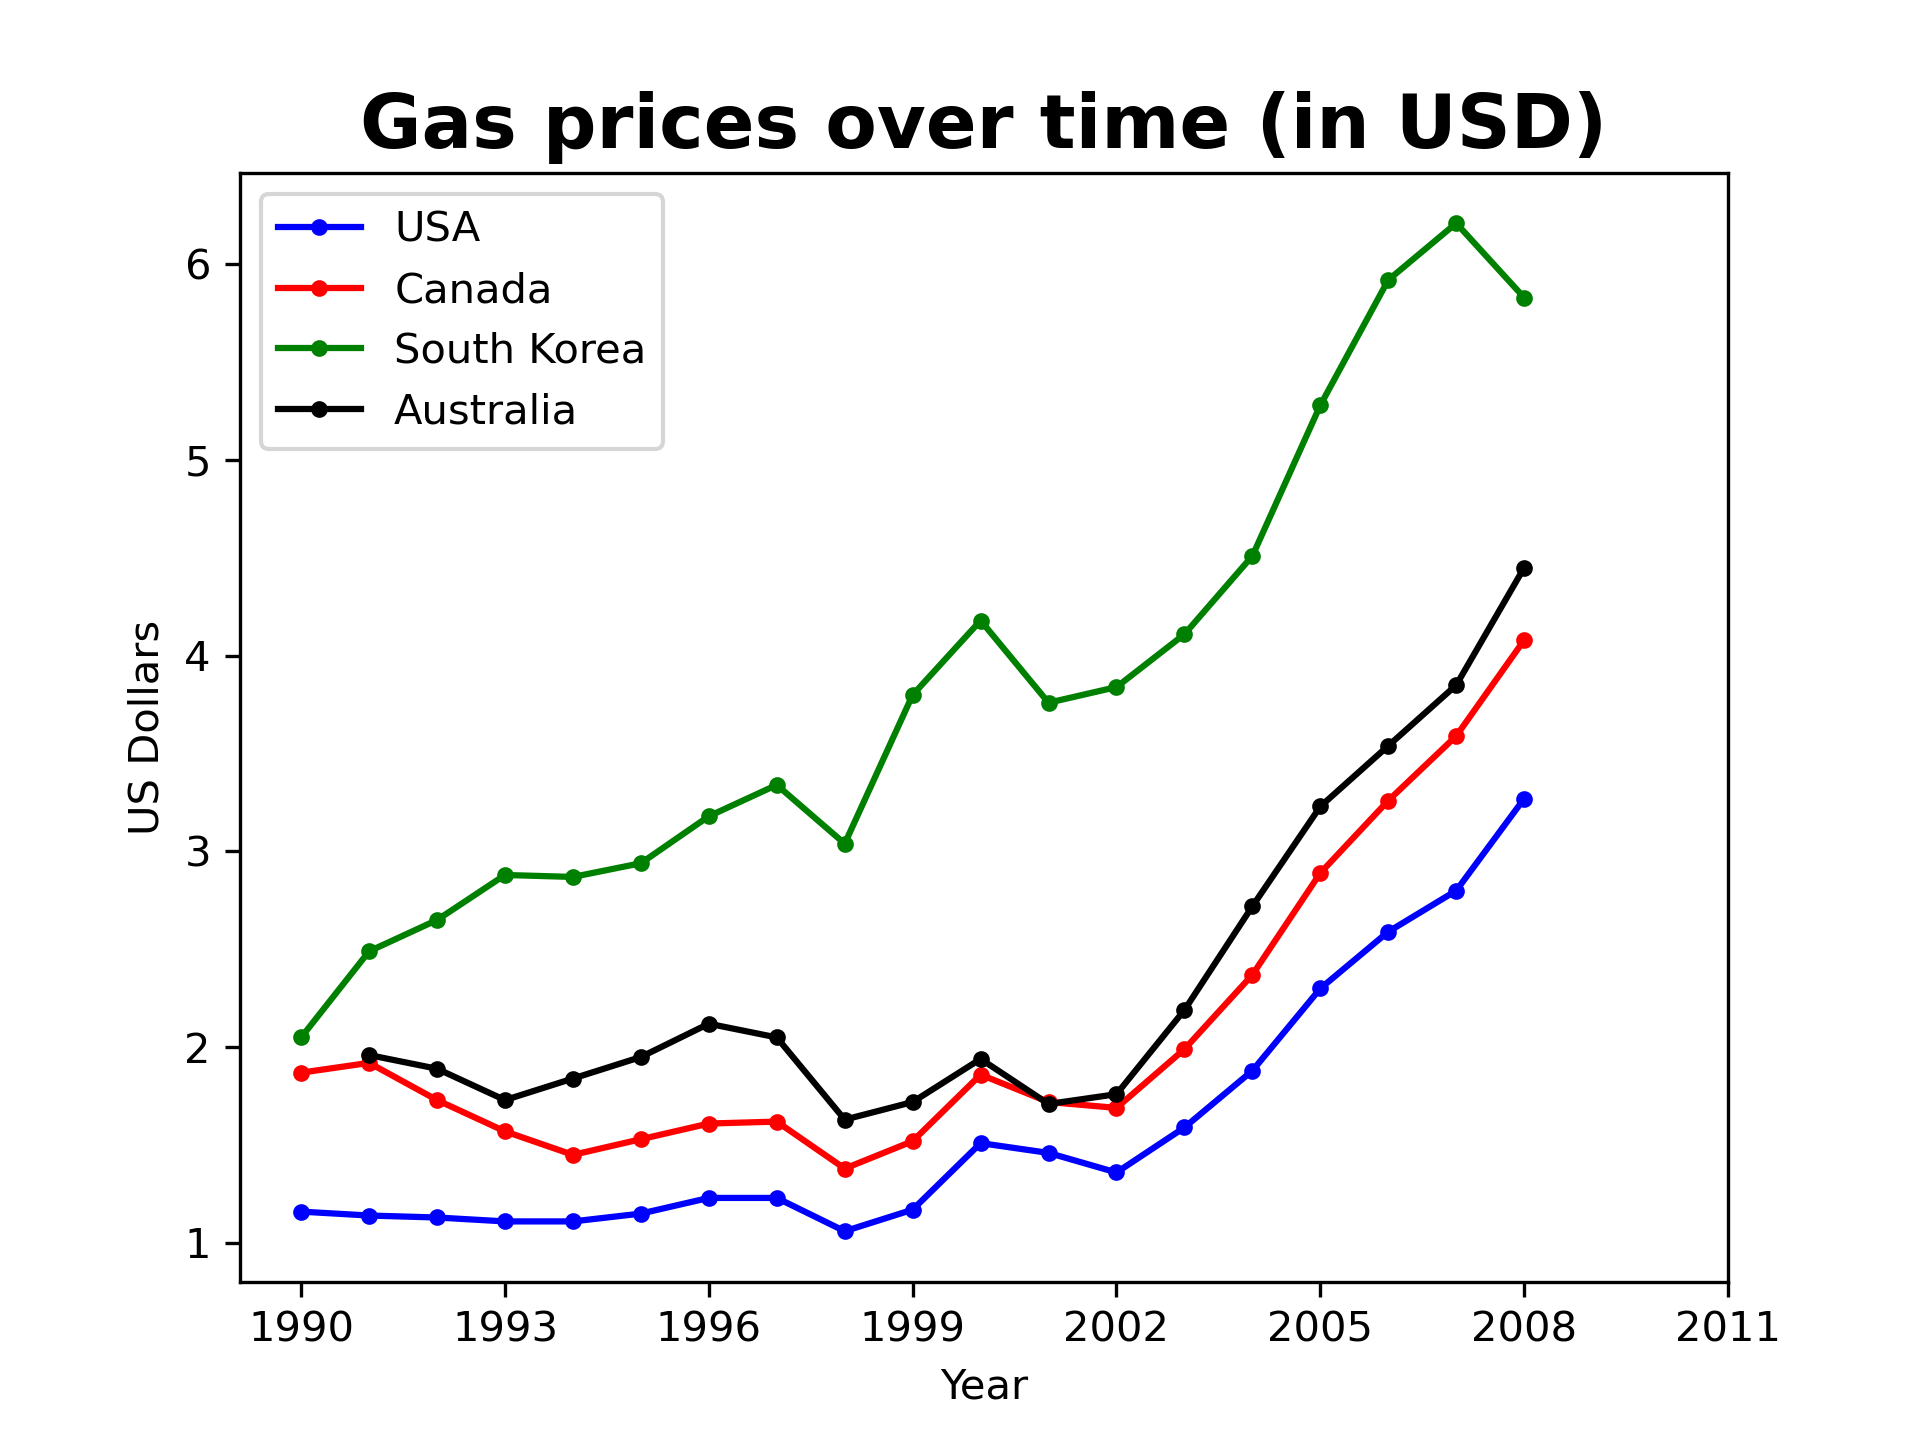 Gas prices over time (in USD)
USA
Canada
South Korea
Australia
6
5
4
3
2
1
US Dollars
1990 1993 1996 1999 2002 2005 2008 2011
Year